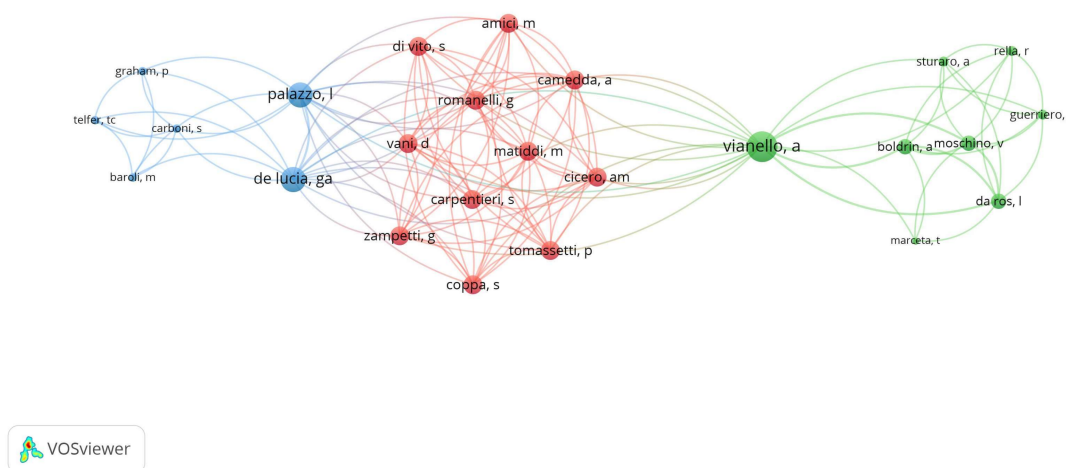 amici, m
di vito, s
rella, r
sturaro, a
graham, p
camedda, a
palazzo, l
romanelli, g
guerriero,
telfer, tc
carboni, s
vani, d
matiddi, m
vianello, a
boldrin, a
moschino, v
baroli, m
de lucia, ga
cicero, am
carpentieri, s
da ros, l
zampetti, g
marceta, t
tomassetti, p
coppa, s
VOSviewer